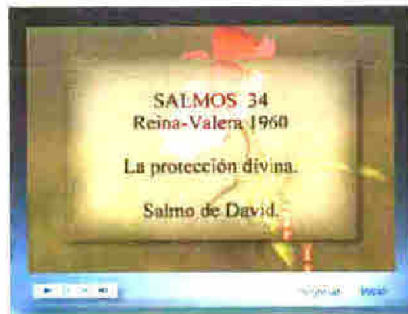 SALMOS 34
Reina-Valera 1960
La protección divina.
Salmo de David.